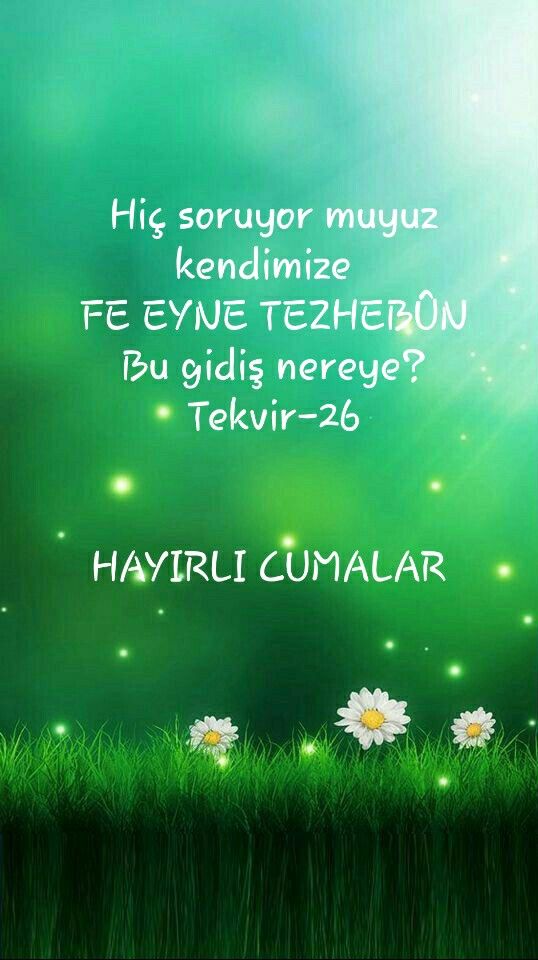 Hiç soruyor muyuz
kendimize
FE EYNE TEZHEBÛN
Bu gidiş nereye?
Tekvir-26
HAYIRLI CUMALAR